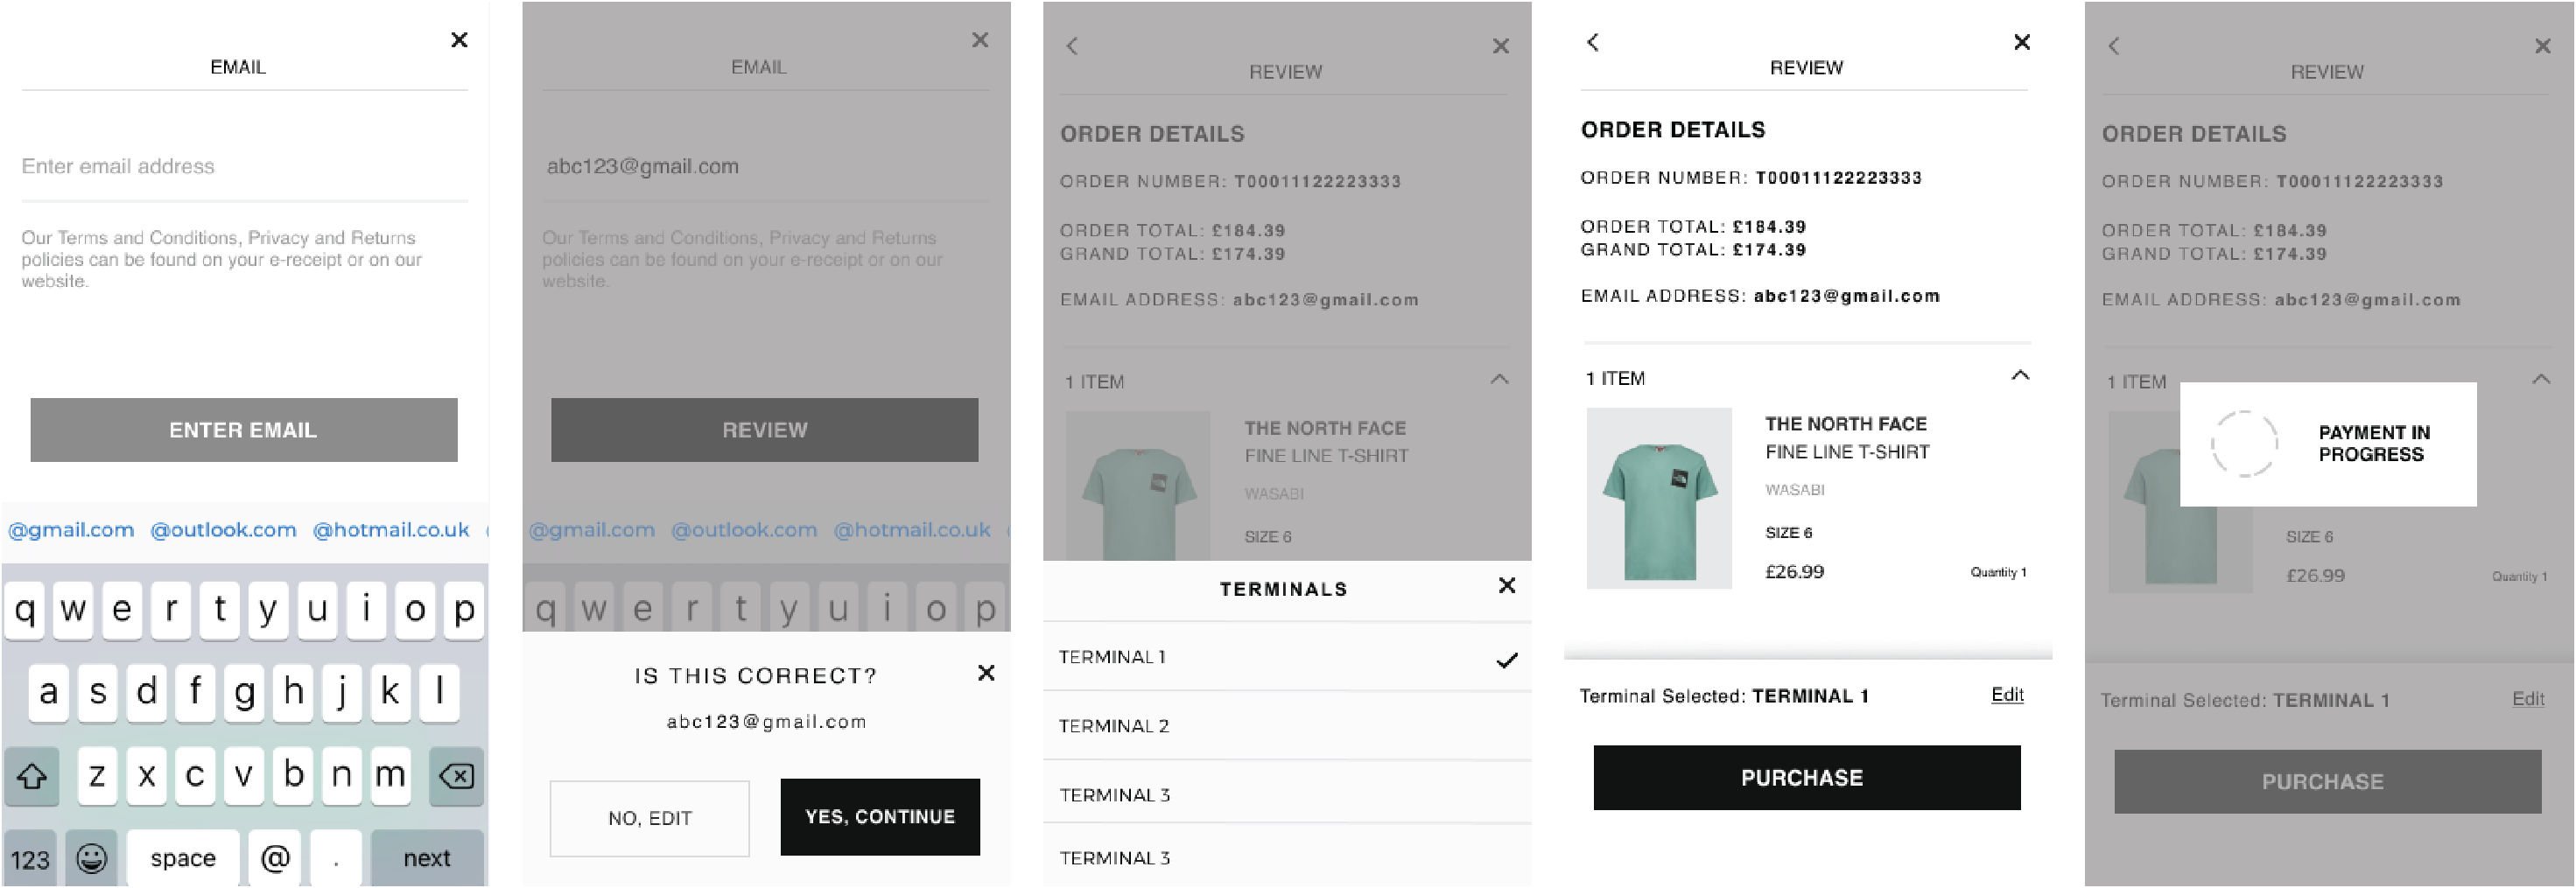 EMAIL
Enter email address
Our Terms and Conditions, Privacy and Returns
policies can be found on your e-receipt or on our
website.
ENTER EMAIL
@gmail.com @outlook.com @hotmail.co.uk
q w e r t y u i o p
a s d f g h j k l
z x c v b n m
123 space @ . next
EMAIL
abc123@gmail.com
Our Terms and Conditions, Privacy and Returns
policies can be found on your e-receipt or on our
website.
REVIEW
@gmail.com @outlook.com @hotmail.co.uk
q w e r t y u i o p
IS THIS CORRECT?
abc123@gmail.com
NO, EDIT YES, CONTINUE
REVIEW
ORDER DETAILS
ORDER NUMBER: T00011122223333
ORDER TOTAL: £184.39
GRAND TOTAL: £174.39
EMAIL ADDRESS: abc123@gmail.com
1 ITEM
THE NORTH FACE
FINE LINE T-SHIRT
WASABI
SIZE 6
TERMINALS
TERMINAL 1
TERMINAL 2
TERMINAL 3
TERMINAL 3
REVIEW
ORDER DETAILS
ORDER NUMBER: T00011122223333
ORDER TOTAL: £184.39
GRAND TOTAL: £174.39
EMAIL ADDRESS: abc123@gmail.com
1 ITEM
THE NORTH FACE
FINE LINE T-SHIRT
WASABI
SIZE 6
£26.99 Quantity 1
Terminal Selected: TERMINAL 1 Edit
PURCHASE
REVIEW
ORDER DETAILS
ORDER NUMBER: T00011122223333
ORDER TOTAL: £184.39
GRAND TOTAL: £174.39
EMAIL ADDRESS: abc123@gmail.com
1 ITEM
PAYMENT IN
PROGRESS
SIZE 6
£26.99 Quantity 1
Terminal Selected: TERMINAL 1 Edit
PURCHASE